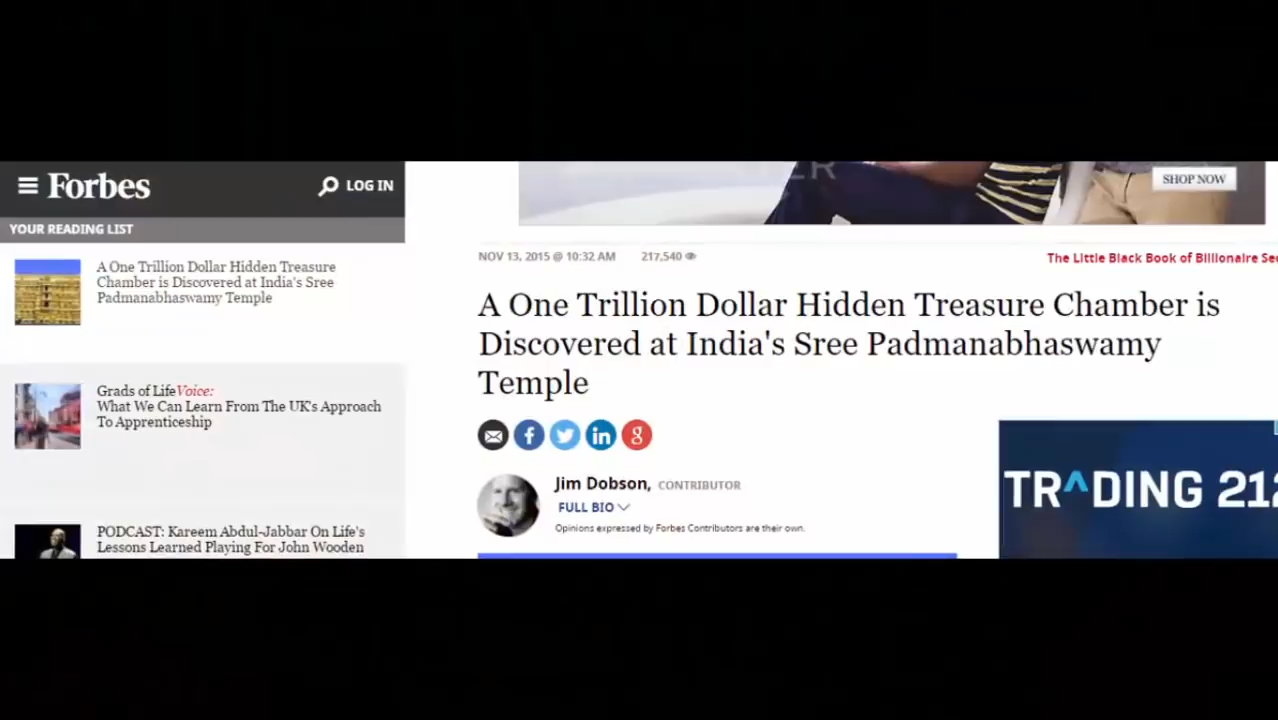 Forbes
LOG IN
YOUR READING LIST
A One Trillion Dollar Hidden Treasure
Chamber is Discovered at India's Sree
Padmanabhaswamy Temple
Grads of LifeVoice:
What We Can Learn From The UK's Approach
To Apprenticeship
PODCAST: Kareem Abdul-Jabbar On Life's
Lessons Learned Playing For John Wooden
SHOP NOW
NOV 13, 2015 @ 10:32 AM 217,540
The Little Black Book of Billionaire Se
A One Trillion Dollar Hidden Treasure Chamber is
Discovered at India's Sree Padmanabhaswamy
Temple
Jim Dobson, CONTRIBUTOR
FULL BIO
Opinions expressed by Forbes Contributors are their own.
TRADING 212